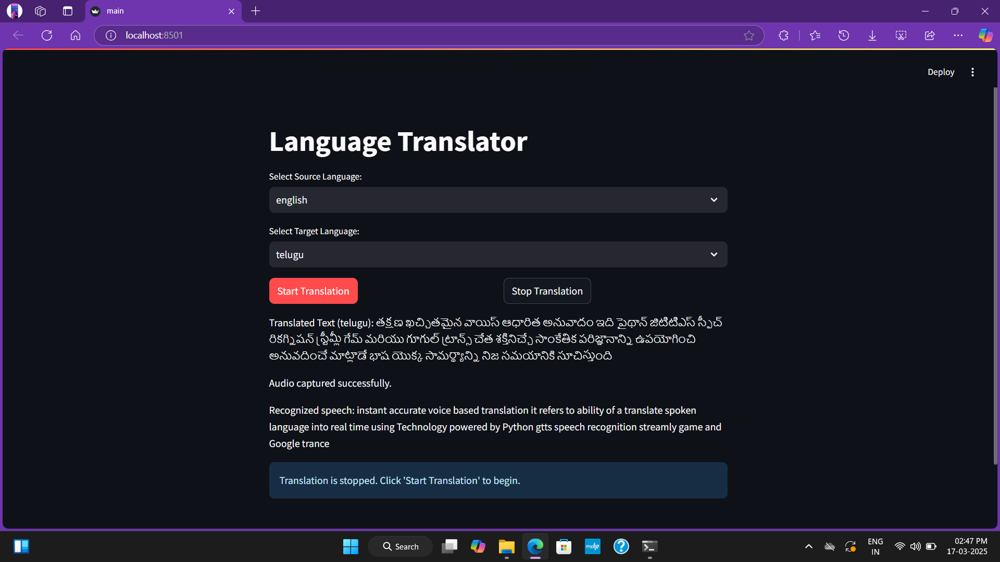 main
localhost:8501
Deploy
Language Translator
Select Source Language:
english
Select Target Language:
telugu
Start Translation
Stop Translation
Translated Text (telugu): తక్షణ ఖచ్చితమైన వాయిస్ ఆధారిత అనువాదం ఇది పైథాన్ జిటిటిఎస్ స్పీచ్
రికగ్నిషన్ స్ట్రీమ్లీ గేమ్ మరియు గూగుల్ ట్రాన్స్ చేత శక్తినిచ్చే సాంకేతిక పరిజ్ఞానాన్ని ఉపయోగించి
అనువదించే మాట్లాడే భాష యొక్క సామర్థ్యాన్ని నిజ సమయానికి సూచిస్తుంది
Audio captured successfully.
Recognized speech: instant accurate voice based translation it refers to ability of a translate spoken
language into real time using Technology powered by Python gtts speech recognition streamly game and
Google trance
Translation is stopped. Click 'Start Translation' to begin.
Search
myhp
ENG
IN
02:47 PM
17-03-2025